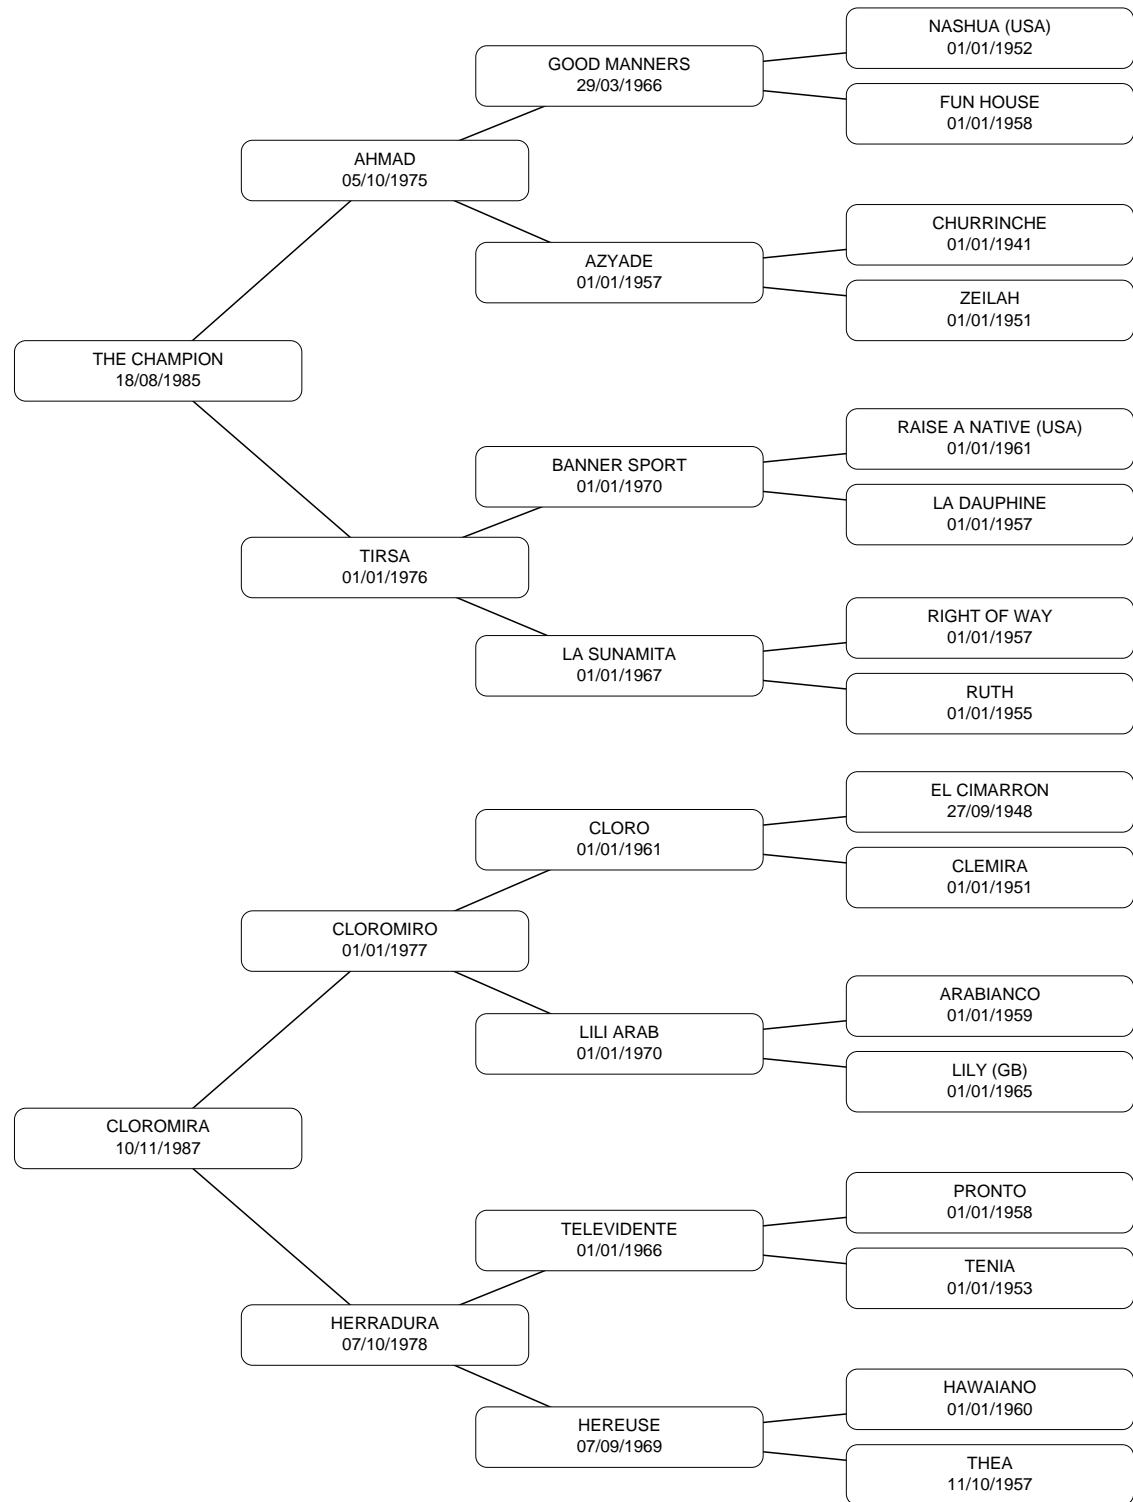 NASHUA (USA)
01/01/1952
GOOD MANNERS
29/03/1966
FUN HOUSE
01/01/1958
AHMAD
05/10/1975
CHURRINCHE
01/01/1941
AZYADE
01/01/1957
ZEILAH
01/01/1951
THE CHAMPION
18/08/1985
RAISE A NATIVE (USA)
01/01/1961
BANNER SPORT
01/01/1970
LA DAUPHINE
01/01/1957
TIRSA
01/01/1976
RIGHT OF WAY
01/01/1957
LA SUNAMITA
01/01/1967
RUTH
01/01/1955
EL CIMARRON
27/09/1948
CLORO
01/01/1961
CLEMIRA
01/01/1951
CLOROMIRO
01/01/1977
ARABIANCO
01/01/1959
LILI ARAB
01/01/1970
LILY (GB)
01/01/1965
CLOROMIRA
10/11/1987
PRONTO
01/01/1958
TELEVIDENTE
01/01/1966
TENIA
01/01/1953
HERRADURA
07/10/1978
HAWAIANO
01/01/1960
HEREUSE
07/09/1969
THEA
11/10/1957